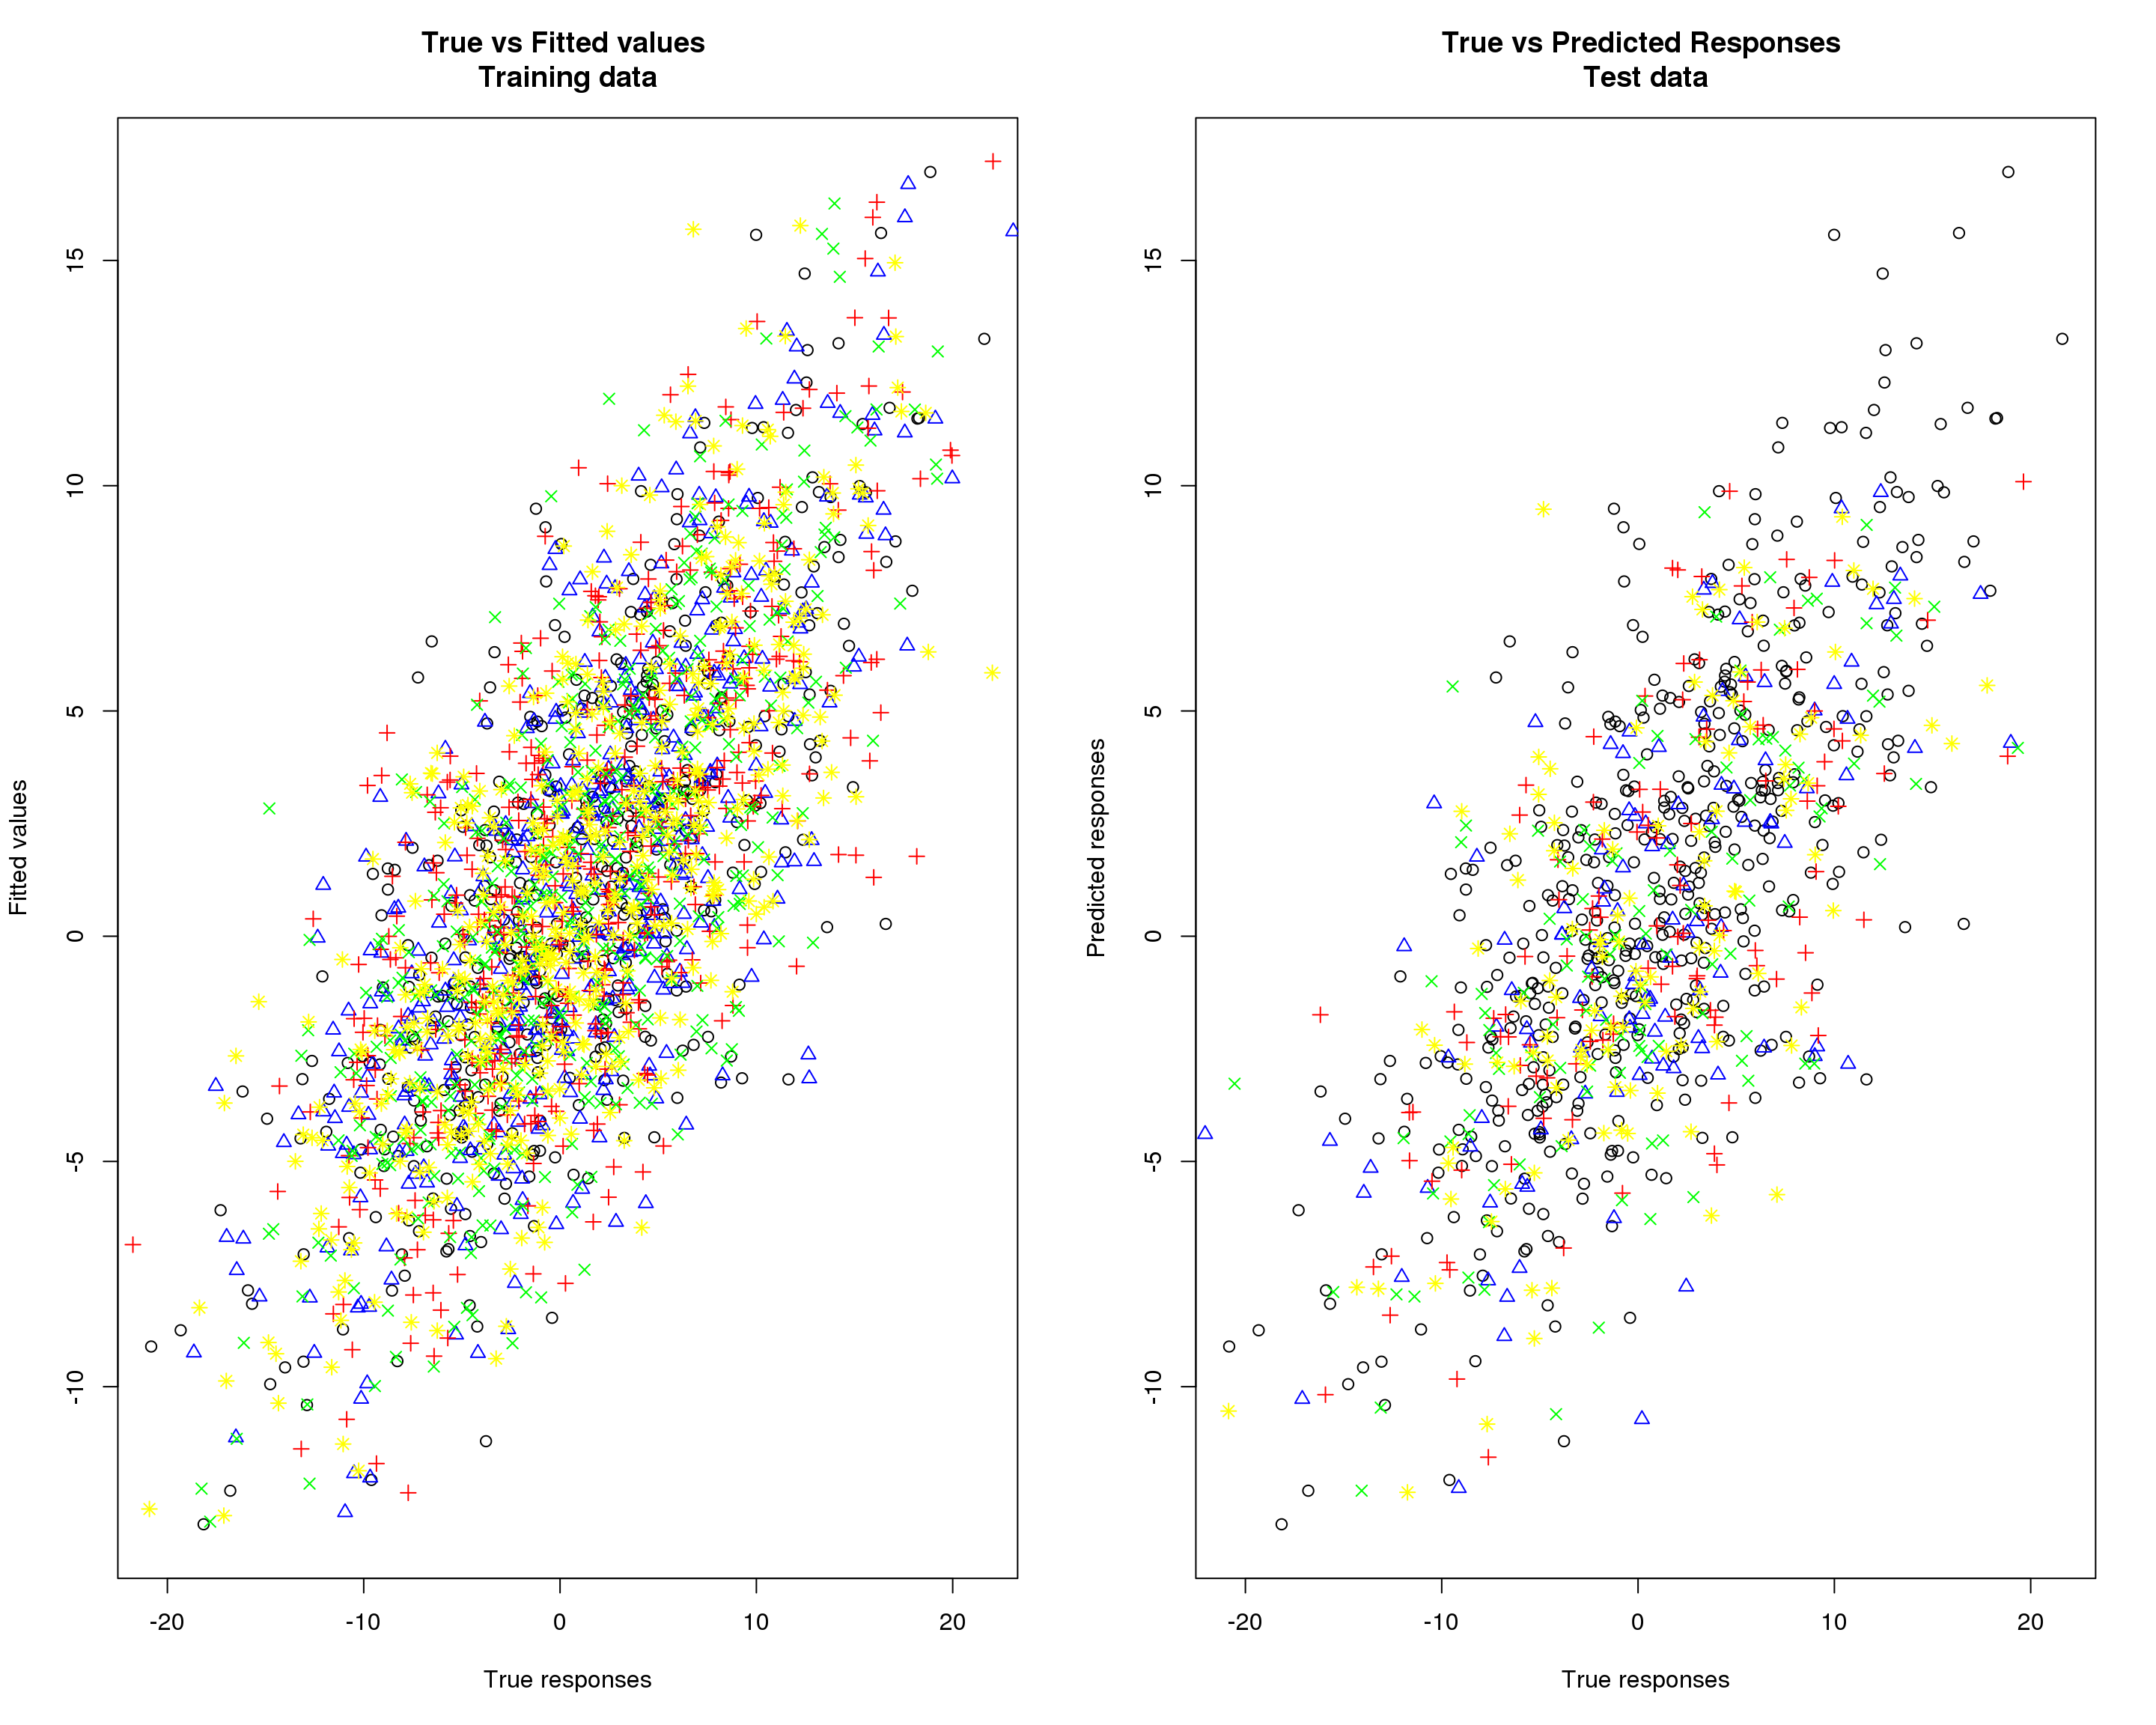 True vs Fitted values
Training data
Fitted values
15
10
5
0
-5
-10
-20
-10
0
10
20
True responses
True vs Predicted Responses
Test data
Predicted responses
15
10
5
0
-5
-10
-20
-10
0
10
20
True responses